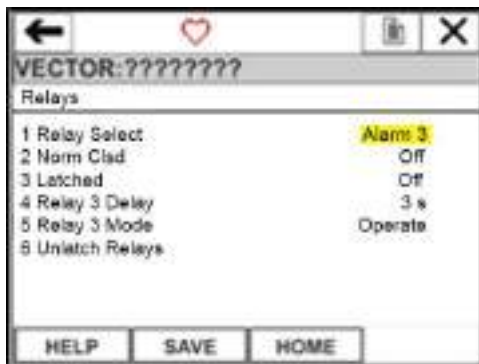 VECTOR:????????
Relays
1 Relay Select Alarm 3
2 Norm Clsd Off
3 Latched Off
4 Relay 3 Delay 3 s
5 Relay 3 Mode Operate
6 Unlatch Relays
HELP SAVE HOME